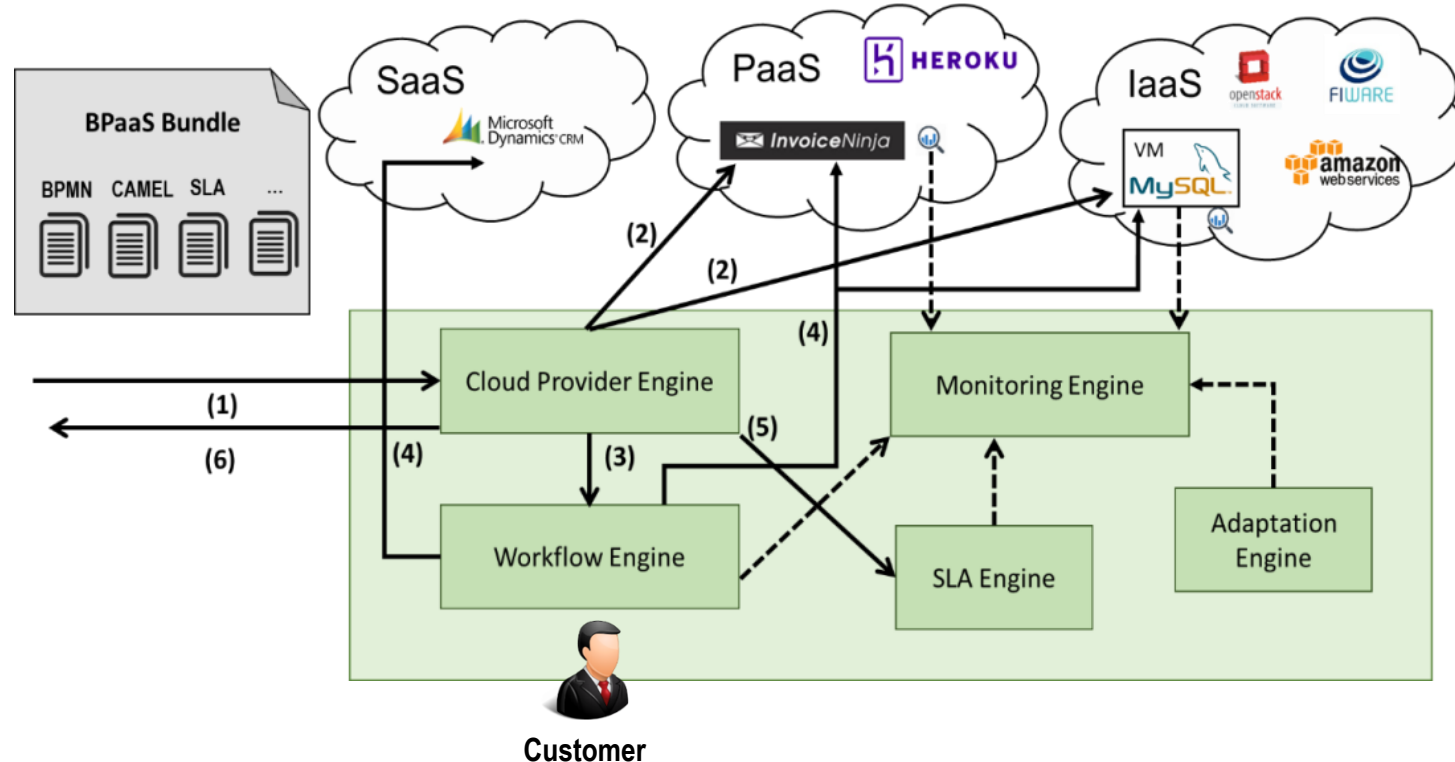 BPaaS Bundle
BPMN CAMEL SLA ...
SaaS
Microsoft
Dynamics CRM
PaaS
HEROKU
InvoiceNinja
IaaS
openstack
CLOUD SOFTWARE
FIWARE
VM
MySQL
amazon
webservices
(2)
(2)
(4)
(1)
(6)
(4)
(3)
(5)
Cloud Provider Engine
Monitoring Engine
Workflow Engine
SLA Engine
Adaptation
Engine
Customer